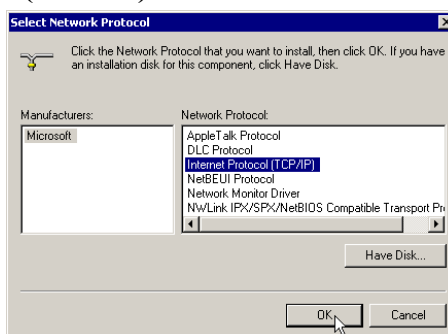 Select Network Protocol
Click the Network Protocol that you want to install, then click OK. If you have
an installation disk for this component, click Have Disk.
Manufacturers:
Network Protocol:
Microsoft
AppleTalk Protocol
DLC Protocol
Internet Protocol (TCP/IP)
NetBEUI Protocol
Network Monitor Driver
NWLink IPX/SPX/NetBIOS Compatible Transport Pr
Have Disk...
OK
Cancel